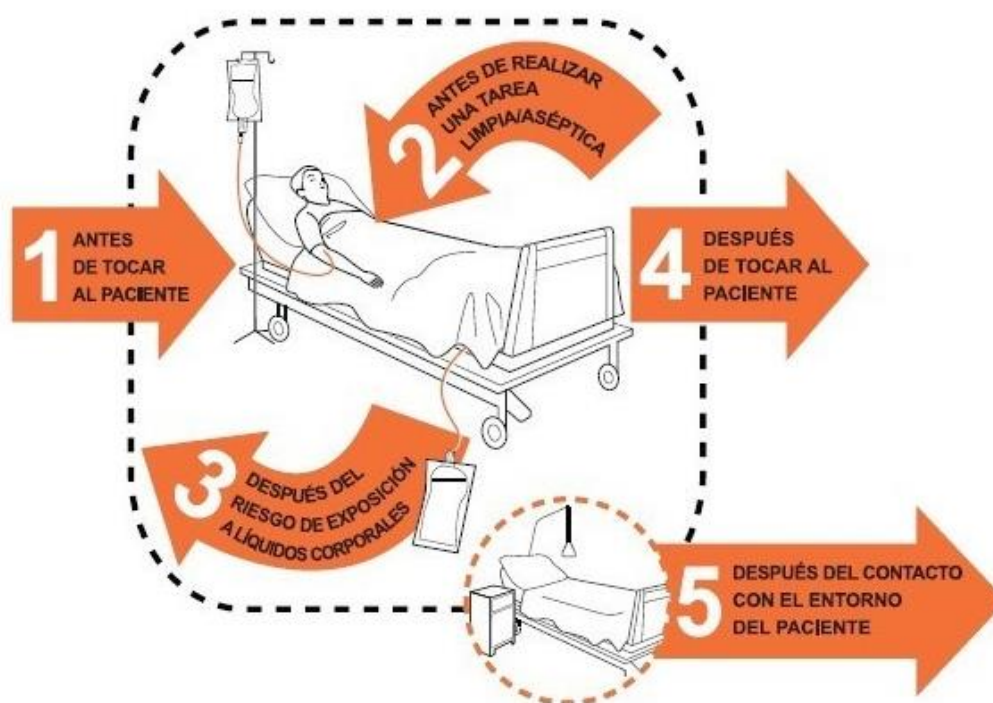 1
ANTES
DE TOCAR
AL PACIENTE
2
ANTES DE REALIZAR
UNA TAREA
LIMPIA/ASÉPTICA
3
DESPUÉS DEL
RIESGO DE EXPOSICIÓN
A LÍQUIDOS CORPORALES
4
DESPUÉS
DE TOCAR AL
PACIENTE
5
DESPUÉS DEL CONTACTO
CON EL ENTORNO
DEL PACIENTE